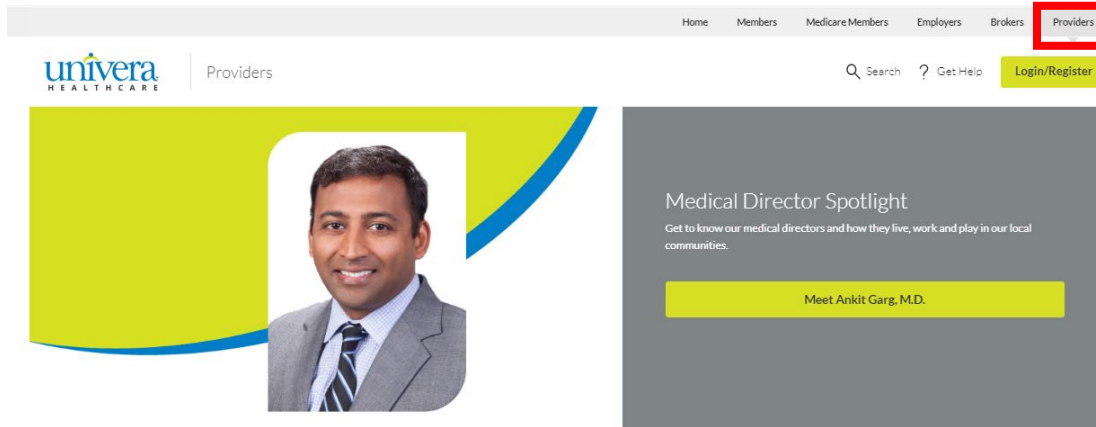 Home Members Medicare Members Employers Brokers Providers
univera
HEALTHCARE
Providers
Search ? Get Help Login/Register
Medical Director Spotlight
Get to know our medical directors and how they live, work and play in our local
communities.
Meet Ankit Garg, M.D.